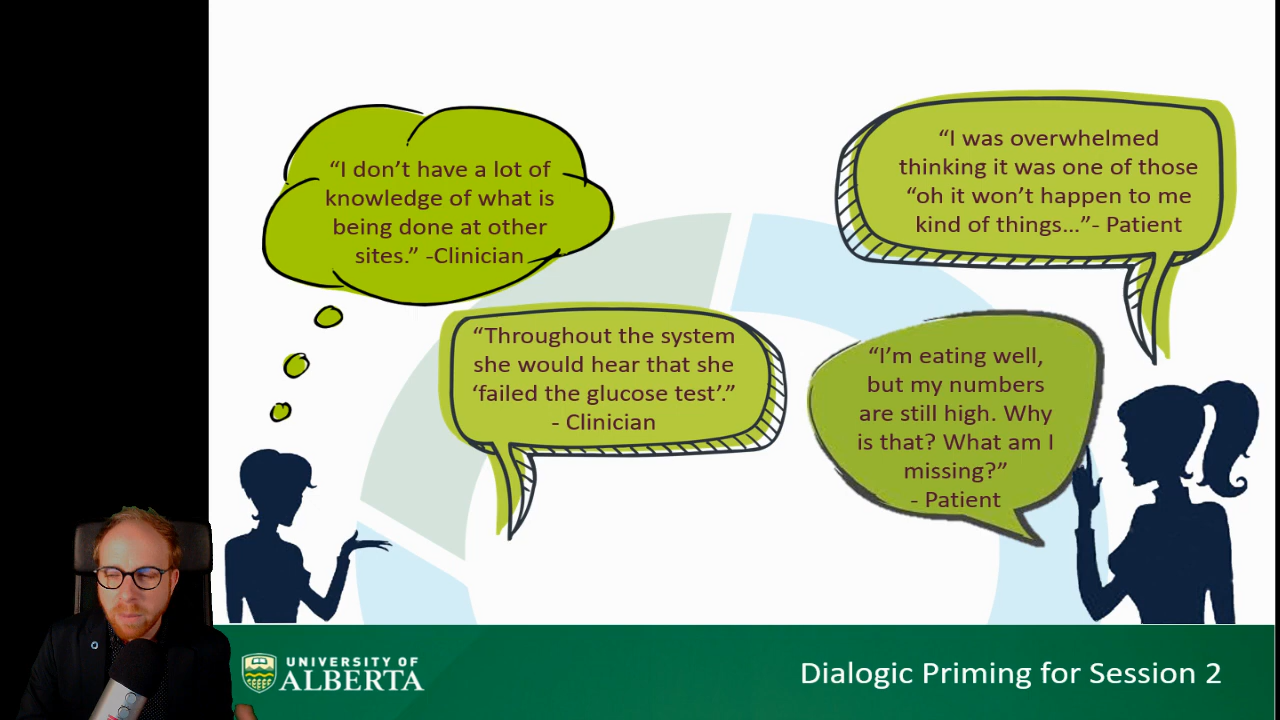 “I don’t have a lot of
knowledge of what is
being done at other
sites.” -Clinician
“Throughout the system
she would hear that she
‘failed the glucose test’.”
- Clinician
“I was overwhelmed
thinking it was one of those
“oh it won’t happen to me
kind of things…”- Patient
“I’m eating well,
but my numbers
are still high. Why
is that? What am I
missing?”
- Patient
UNIVERSITY OF
ALBERTA
Dialogic Priming for Session 2